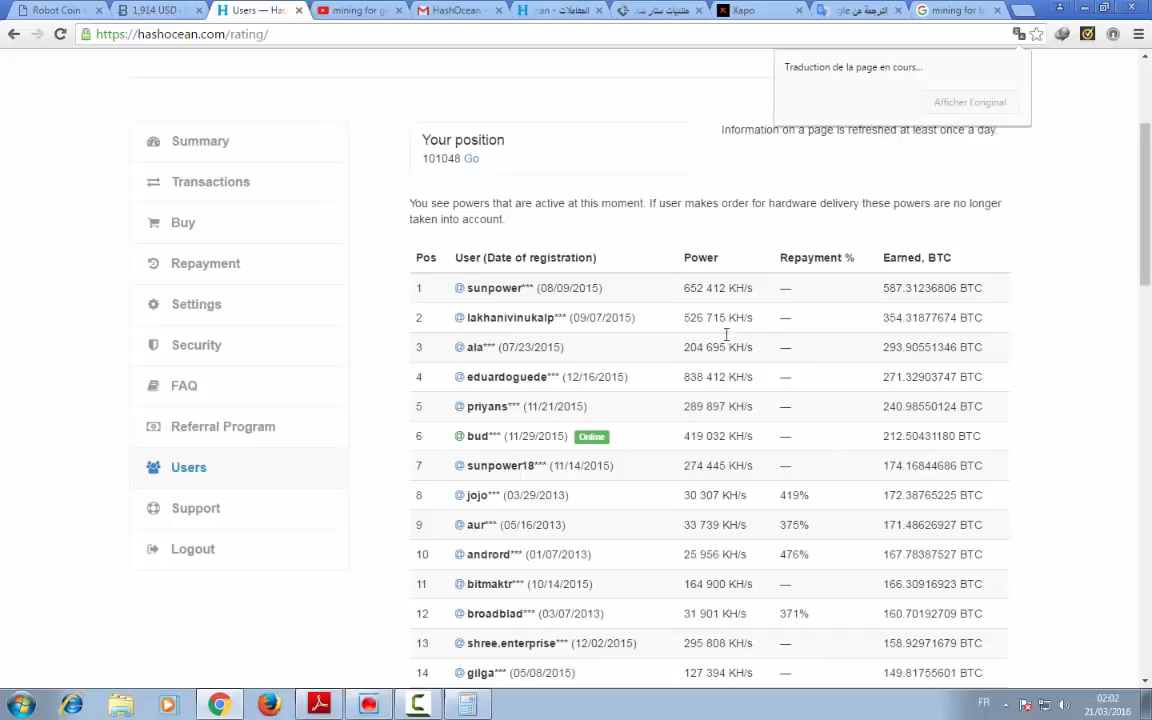 Robot Coin
1,914 USD -
Users — Has
mining for g
Gmail - HashOcean
المعاملات - ean
منتديات ستار
Xapo
الترجمة من gle
mining for b
https://hashocean.com/rating/
Traduction de la page en cours...
Afficher l'original
Information on a page is refreshed at least once a day.
Your position
101048 Go
You see powers that are active at this moment. If user makes order for hardware delivery these powers are no longer
taken into account.
Summary
Transactions
Buy
Repayment
Settings
Security
FAQ
Referral Program
Users
Support
Logout
Pos User (Date of registration) Power Repayment % Earned, BTC
1 @ sunpower*** (08/09/2015) 652 412 KH/s — 587.31236806 BTC
2 @ lakhanivinukalp*** (09/07/2015) 526 715 KH/s — 354.31877674 BTC
3 @ ala*** (07/23/2015) 204 695 KH/s — 293.90551346 BTC
4 @ eduardoguede*** (12/16/2015) 838 412 KH/s — 271.32903747 BTC
5 @ priyans*** (11/21/2015) 289 897 KH/s — 240.98550124 BTC
6 @ bud*** (11/29/2015) Online 419 032 KH/s — 212.50431180 BTC
7 @ sunpower18*** (11/14/2015) 274 445 KH/s — 174.16844686 BTC
8 @ jojo*** (03/29/2013) 30 307 KH/s 419% 172.38765225 BTC
9 @ aur*** (05/16/2013) 33 739 KH/s 375% 171.48626927 BTC
10 @ andrord*** (01/07/2013) 25 956 KH/s 476% 167.78387527 BTC
11 @ bitmaktr*** (10/14/2015) 164 900 KH/s — 166.30916923 BTC
12 @ broadblad*** (03/07/2013) 31 901 KH/s 371% 160.70192709 BTC
13 @ shree.enterprise*** (12/02/2015) 295 808 KH/s — 158.92971679 BTC
14 @ gilga*** (05/08/2015) 127 394 KH/s — 149.81755601 BTC
FR
02:02
21/03/2016